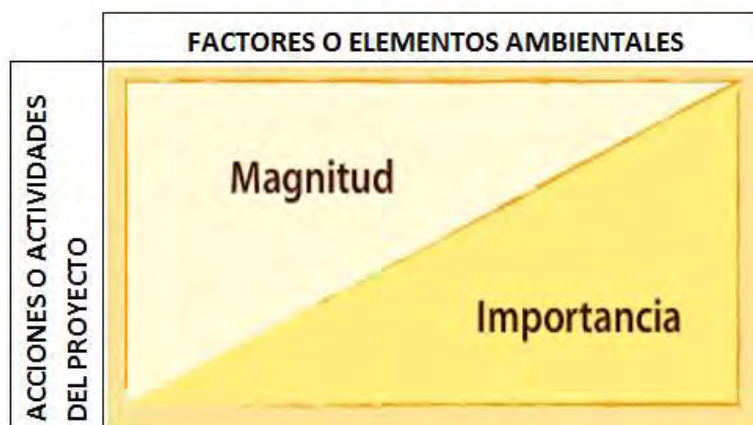 FACTORES O ELEMENTOS AMBIENTALES
ACCIONES O ACTIVIDADES
DEL PROYECTO
Magnitud
Importancia